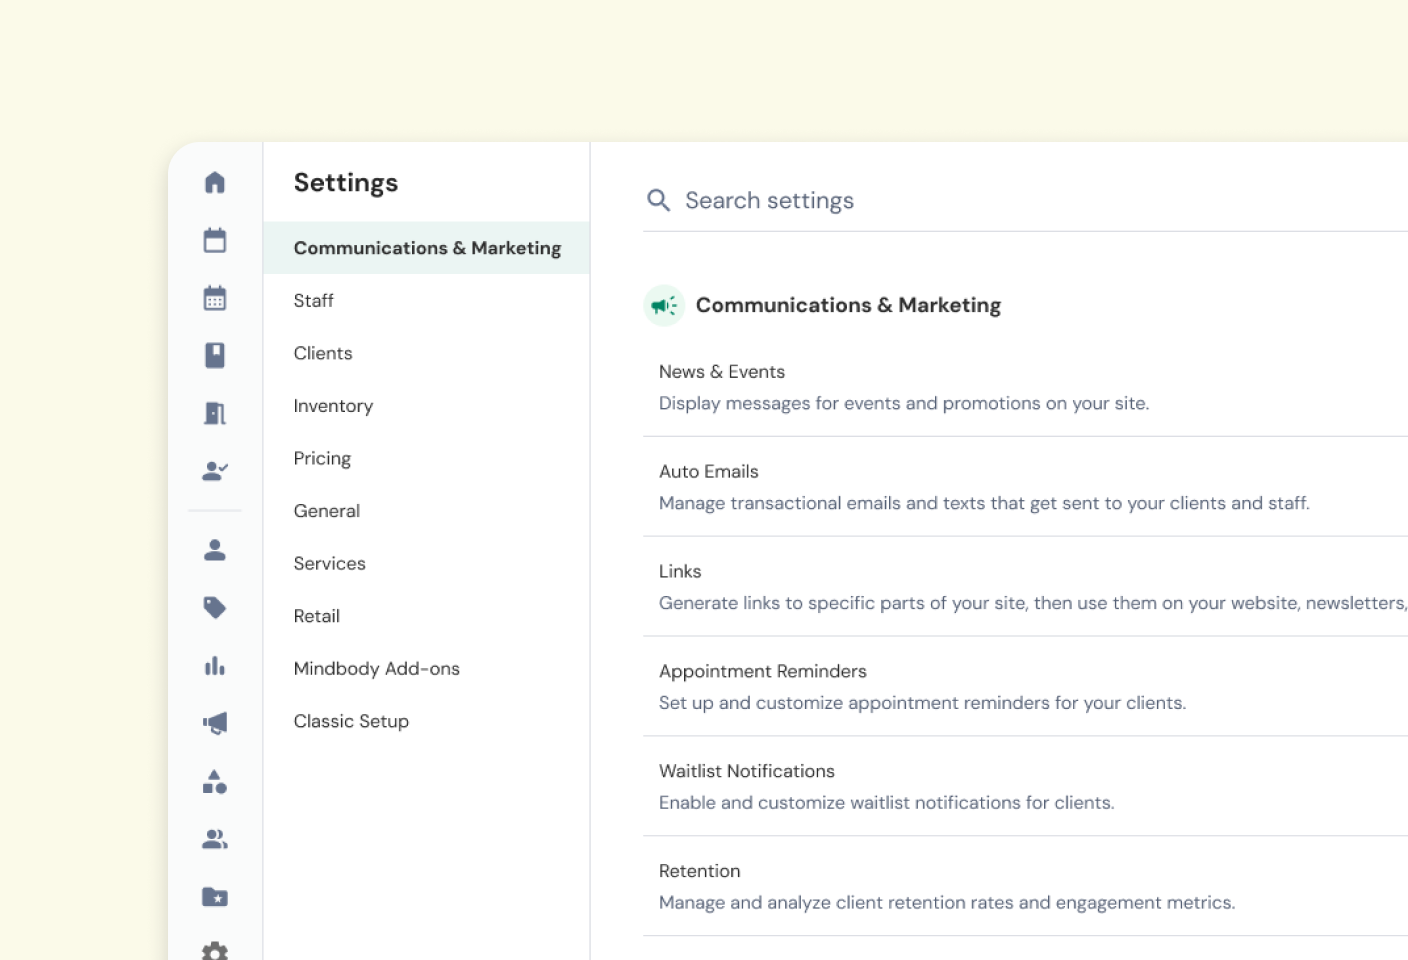 Settings
Communications & Marketing
Staff
Clients
Inventory
Pricing
General
Services
Retail
Mindbody Add-ons
Classic Setup
Search settings
Communications & Marketing
News & Events
Display messages for events and promotions on your site.
Auto Emails
Manage transactional emails and texts that get sent to your clients and staff.
Links
Generate links to specific parts of your site, then use them on your website, newsletters,
Appointment Reminders
Set up and customize appointment reminders for your clients.
Waitlist Notifications
Enable and customize waitlist notifications for clients.
Retention
Manage and analyze client retention rates and engagement metrics.